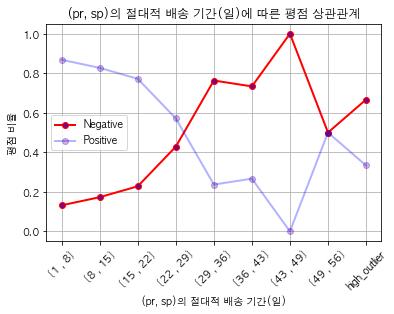 (pr, sp)의 절대적 배송 기간(일)에 따른 평점 상관관계
1.0
0.8
0.6
0.4
0.2
0.0
평점 비율
Negative
Positive
(1 , 8)
(8 , 15)
(15 , 22)
(22 , 29)
(29 , 36)
(36 , 43)
(43 , 49)
(49 , 56)
hgh_outlier
(pr, sp)의 절대적 배송 기간(일)